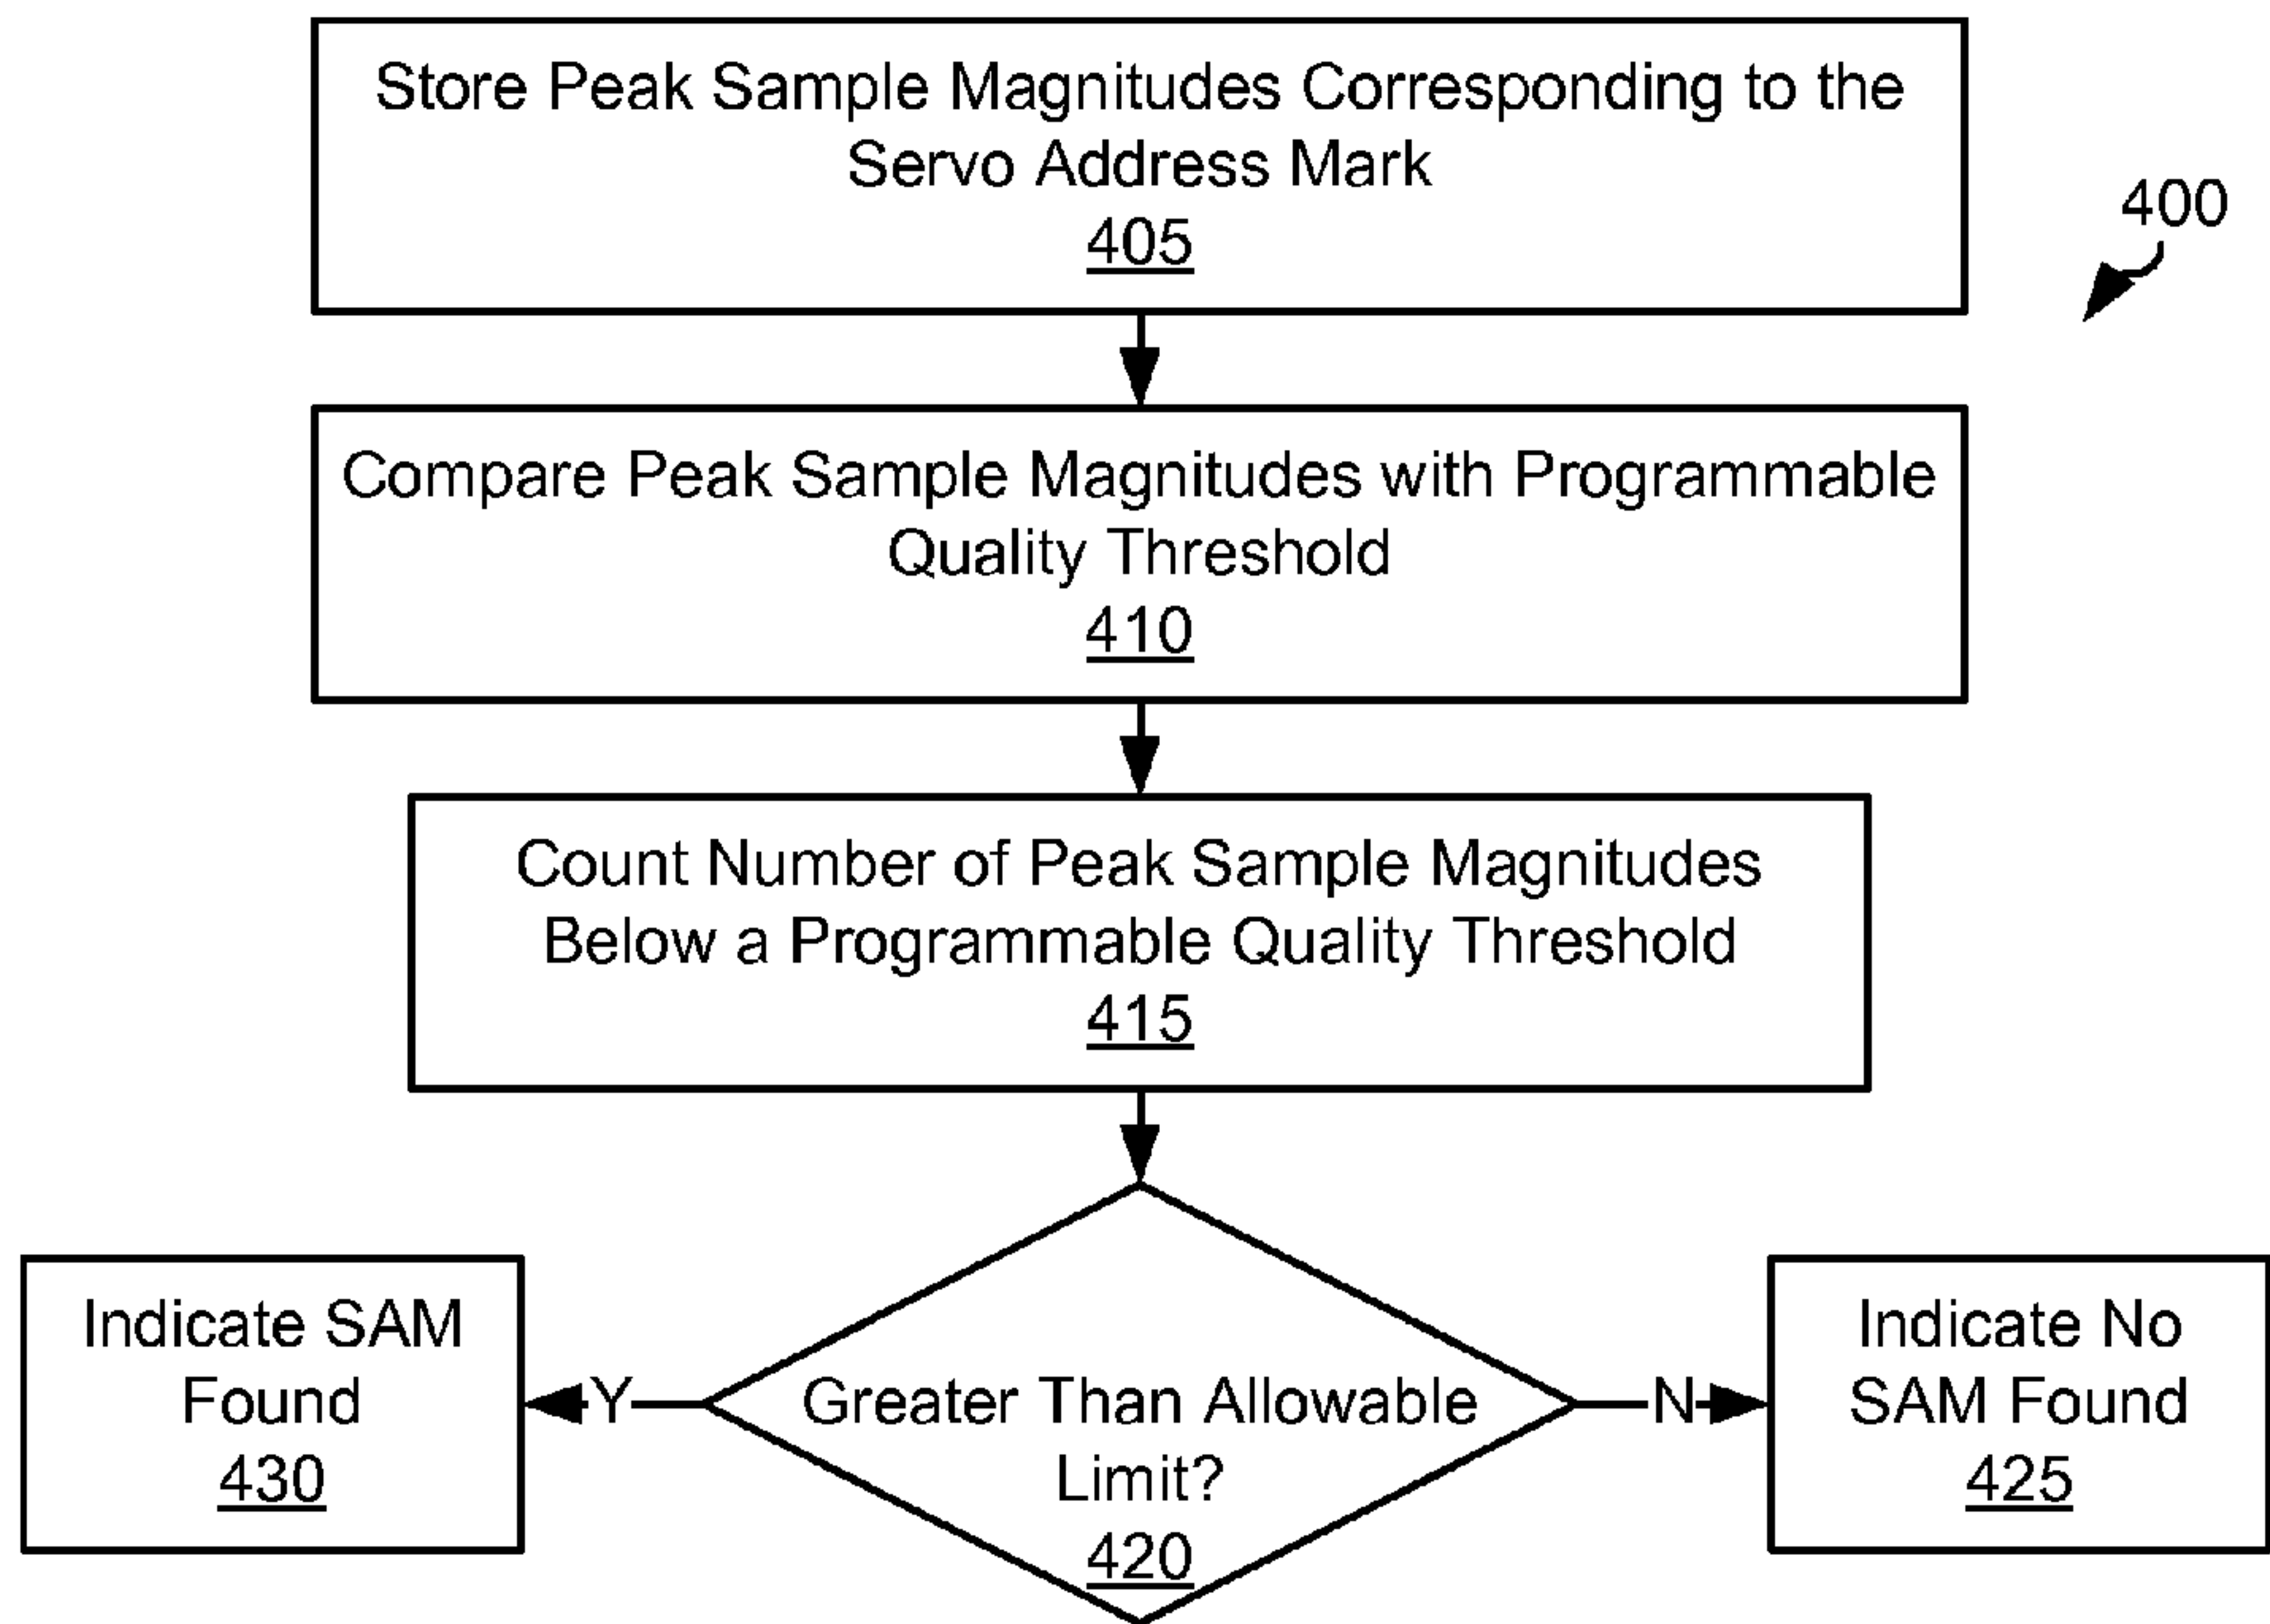 Store Peak Sample Magnitudes Corresponding to the
Servo Address Mark
405
400
Compare Peak Sample Magnitudes with Programmable
Quality Threshold
410
Count Number of Peak Sample Magnitudes
Below a Programmable Quality Threshold
415
Indicate SAM
Found
430
Y
Greater Than Allowable
Limit?
420
N
Indicate No
SAM Found
425